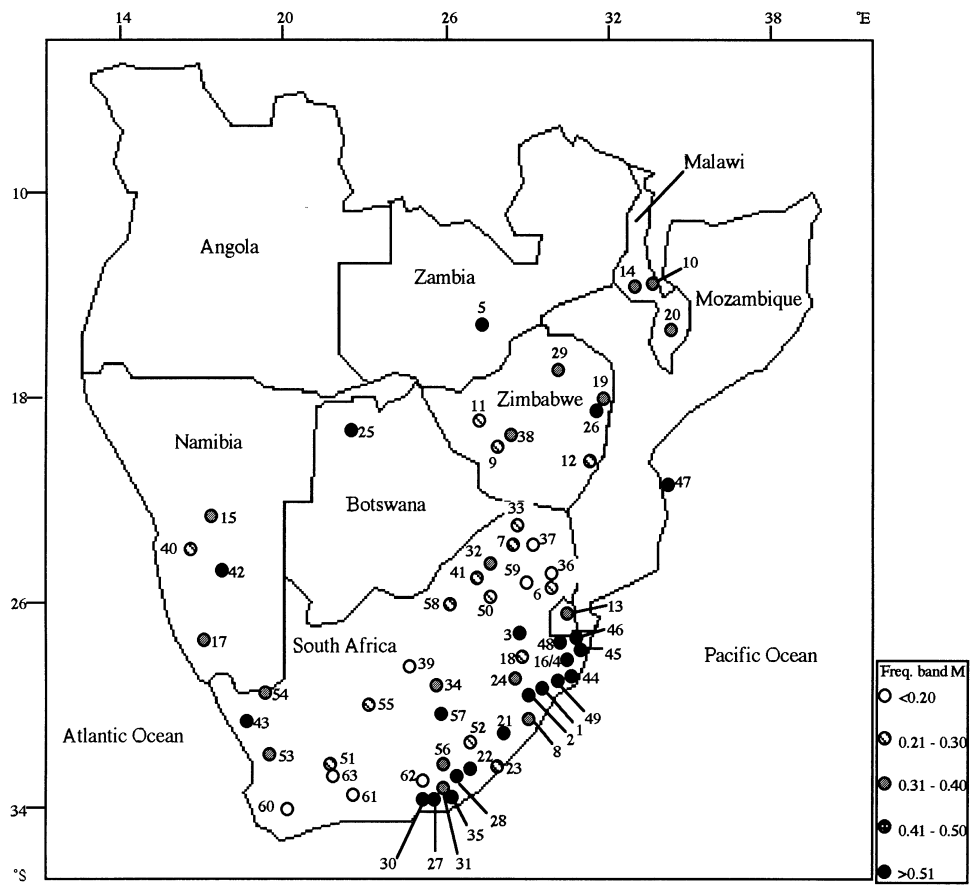 14 20 26 32 38 °E
Malawi
10
Angola
14 10
Zambia
Mozambique
5
20
29
19
18
11 Zimbabwe
25 38 26
Namibia
9 12
47
Botswana
33
15
7 37
40 32
36
42 41 59
6
50
58
26 13
3
46
17 South Africa
48
45
Pacific Ocean
18 16/4
39
24 44
54 34
Freq. band M
55
57 49
<0.20
43 21 1
Atlantic Ocean
52 2
8
0.21 - 0.30
53 51 56
22 23
63 62
0.31 - 0.40
61
60
34 28
0.41 - 0.50
35
30 27 31
°S
>0.51